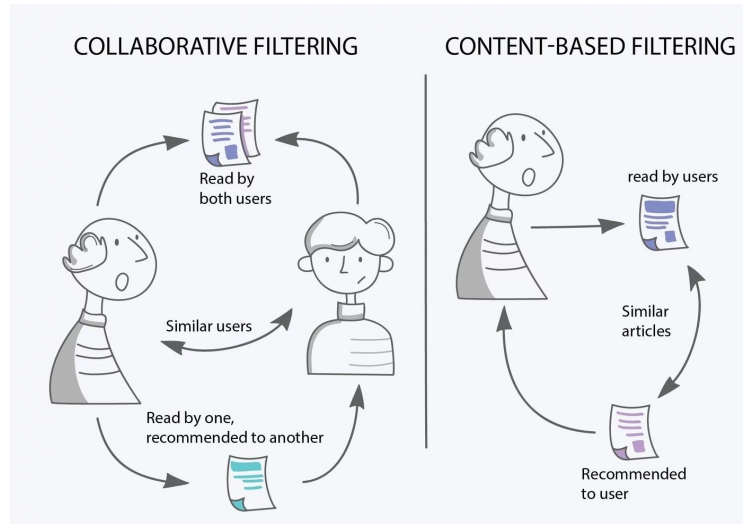 COLLABORATIVE FILTERING
Read by
both users
Similar users
Read by one,
recommended to another
CONTENT-BASED FILTERING
read by users
Similar
articles
Recommended
to user